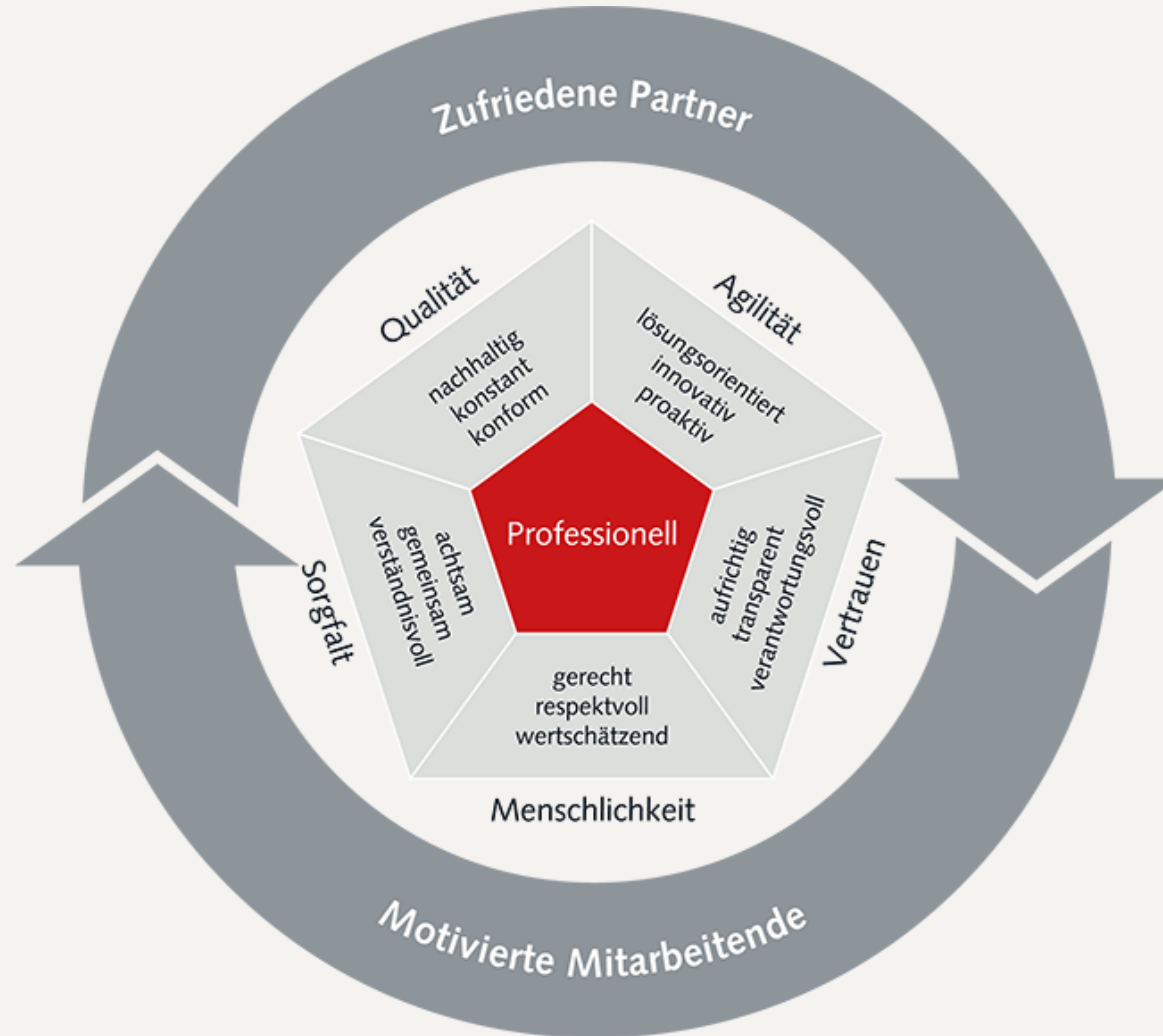 Zufriedene Partner
Qualität
nachhaltig
konstant
konform
Agilität
lösungsorientiert
innovativ
proaktiv
Professionell
Sorgfalt
achtsam
gemeinsam
verständnisvoll
Vertrauen
aufrichtig
transparent
verantwortungsvoll
gerecht
respektvoll
wertschätzend
Menschlichkeit
Motivierte Mitarbeitende